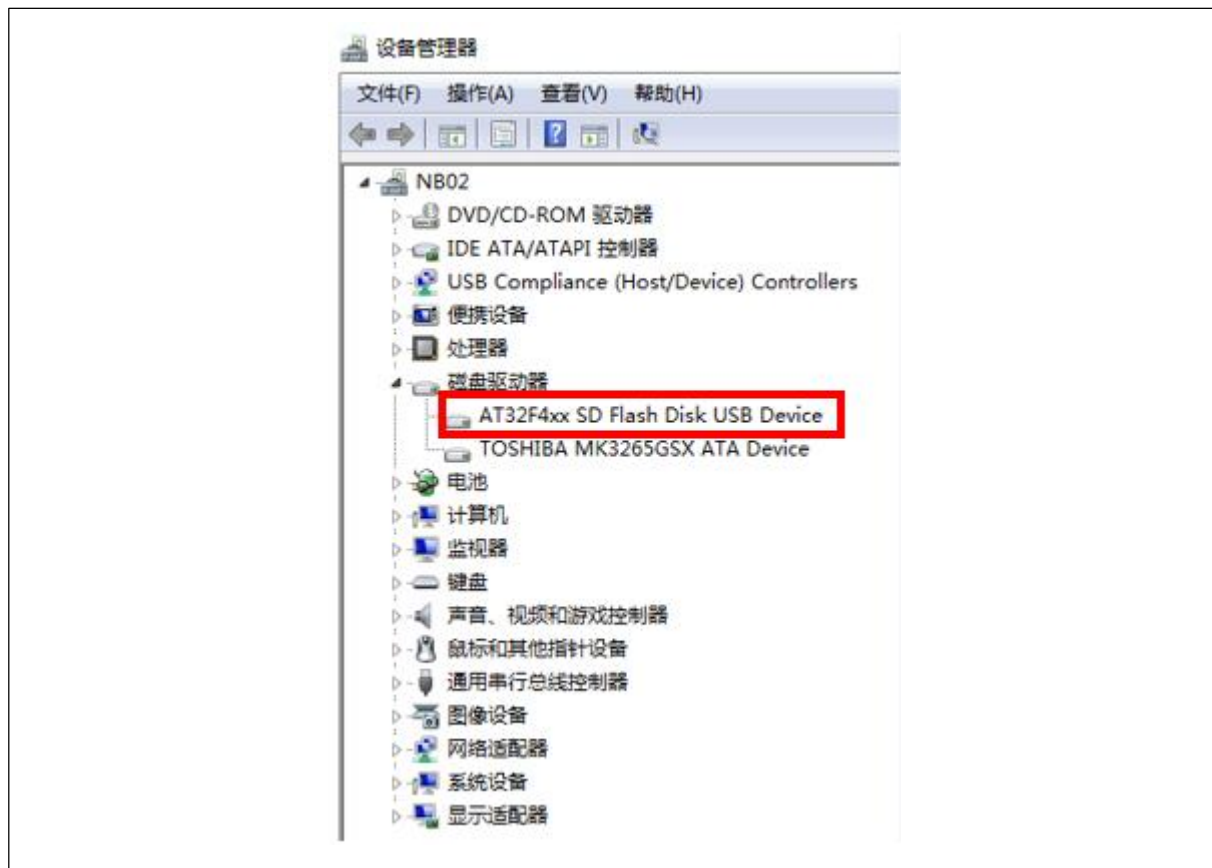 设备管理器
文件(F) 操作(A) 查看(V) 帮助(H)
NB02
DVD/CD-ROM 驱动器
IDE ATA/ATAPI 控制器
USB Compliance (Host/Device) Controllers
便携设备
处理器
磁盘驱动器
AT32F4xx SD Flash Disk USB Device
TOSHIBA MK3265GSX ATA Device
电池
计算机
监视器
键盘
声音、视频和游戏控制器
鼠标和其他指针设备
通用串行总线控制器
图像设备
网络适配器
系统设备
显示适配器